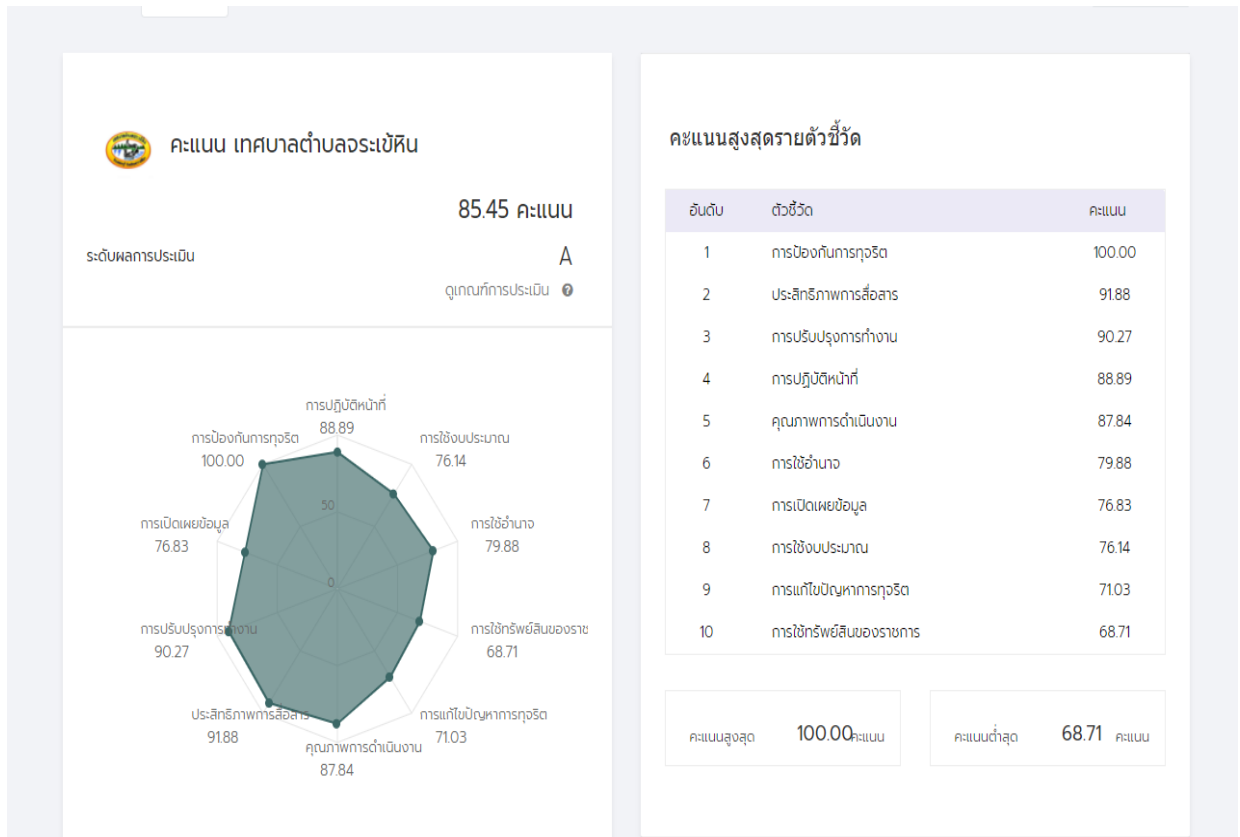 คะแนน เทศบาลตำบลจระเข้หิน
85.45 คะแนน
ระดับผลการประเมิน A
ดูเกณฑ์การประเมิน
การปฏิบัติหน้าที่
88.89
การป้องกันการทุจริต
100.00
การใช้งบประมาณ
76.14
50
การเปิดเผยข้อมูล
76.83
การใช้อำนาจ
79.88
0
การปรับปรุงการทำงาน
90.27
การใช้ทรัพย์สินของราช
68.71
ประสิทธิภาพการสื่อสาร
91.88
การแก้ไขปัญหาการทุจริต
71.03
คุณภาพการดำเนินงาน
87.84
คะแนนสูงสุดรายตัวชี้วัด
อันดับ ตัวชี้วัด คะแนน
1 การป้องกันการทุจริต 100.00
2 ประสิทธิภาพการสื่อสาร 91.88
3 การปรับปรุงการทำงาน 90.27
4 การปฏิบัติหน้าที่ 88.89
5 คุณภาพการดำเนินงาน 87.84
6 การใช้อำนาจ 79.88
7 การเปิดเผยข้อมูล 76.83
8 การใช้งบประมาณ 76.14
9 การแก้ไขปัญหาการทุจริต 71.03
10 การใช้ทรัพย์สินของราชการ 68.71
คะแนนสูงสุด 100.00 คะแนน
คะแนนต่ำสุด 68.71 คะแนน